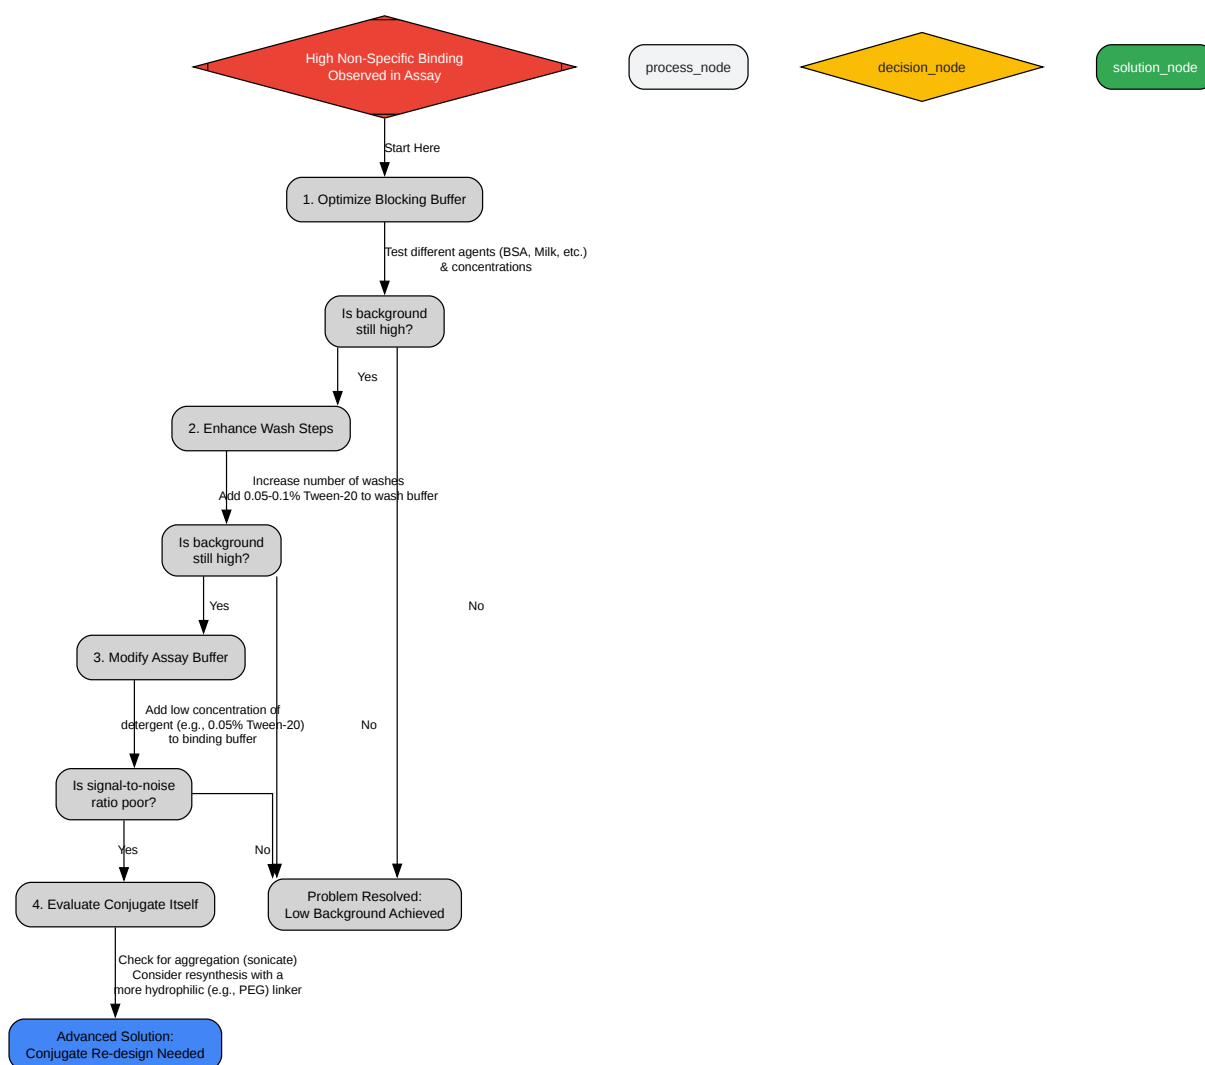 High Non-Specific Binding
Observed in Assay
process_node
decision_node
solution_node
Start Here
1. Optimize Blocking Buffer
Test different agents (BSA, Milk, etc.)
& concentrations
Is background
still high?
Yes
2. Enhance Wash Steps
Increase number of washes
Add 0.05-0.1% Tween-20 to wash buffer
Is background
still high?
Yes
No
3. Modify Assay Buffer
Add low concentration of
detergent (e.g., 0.05% Tween-20)
to binding buffer
No
Is signal-to-noise
ratio poor?
Yes
No
4. Evaluate Conjugate Itself
Problem Resolved:
Low Background Achieved
Check for aggregation (sonicate)
Consider resynthesis with a
more hydrophilic (e.g., PEG) linker
Advanced Solution:
Conjugate Re-design Needed